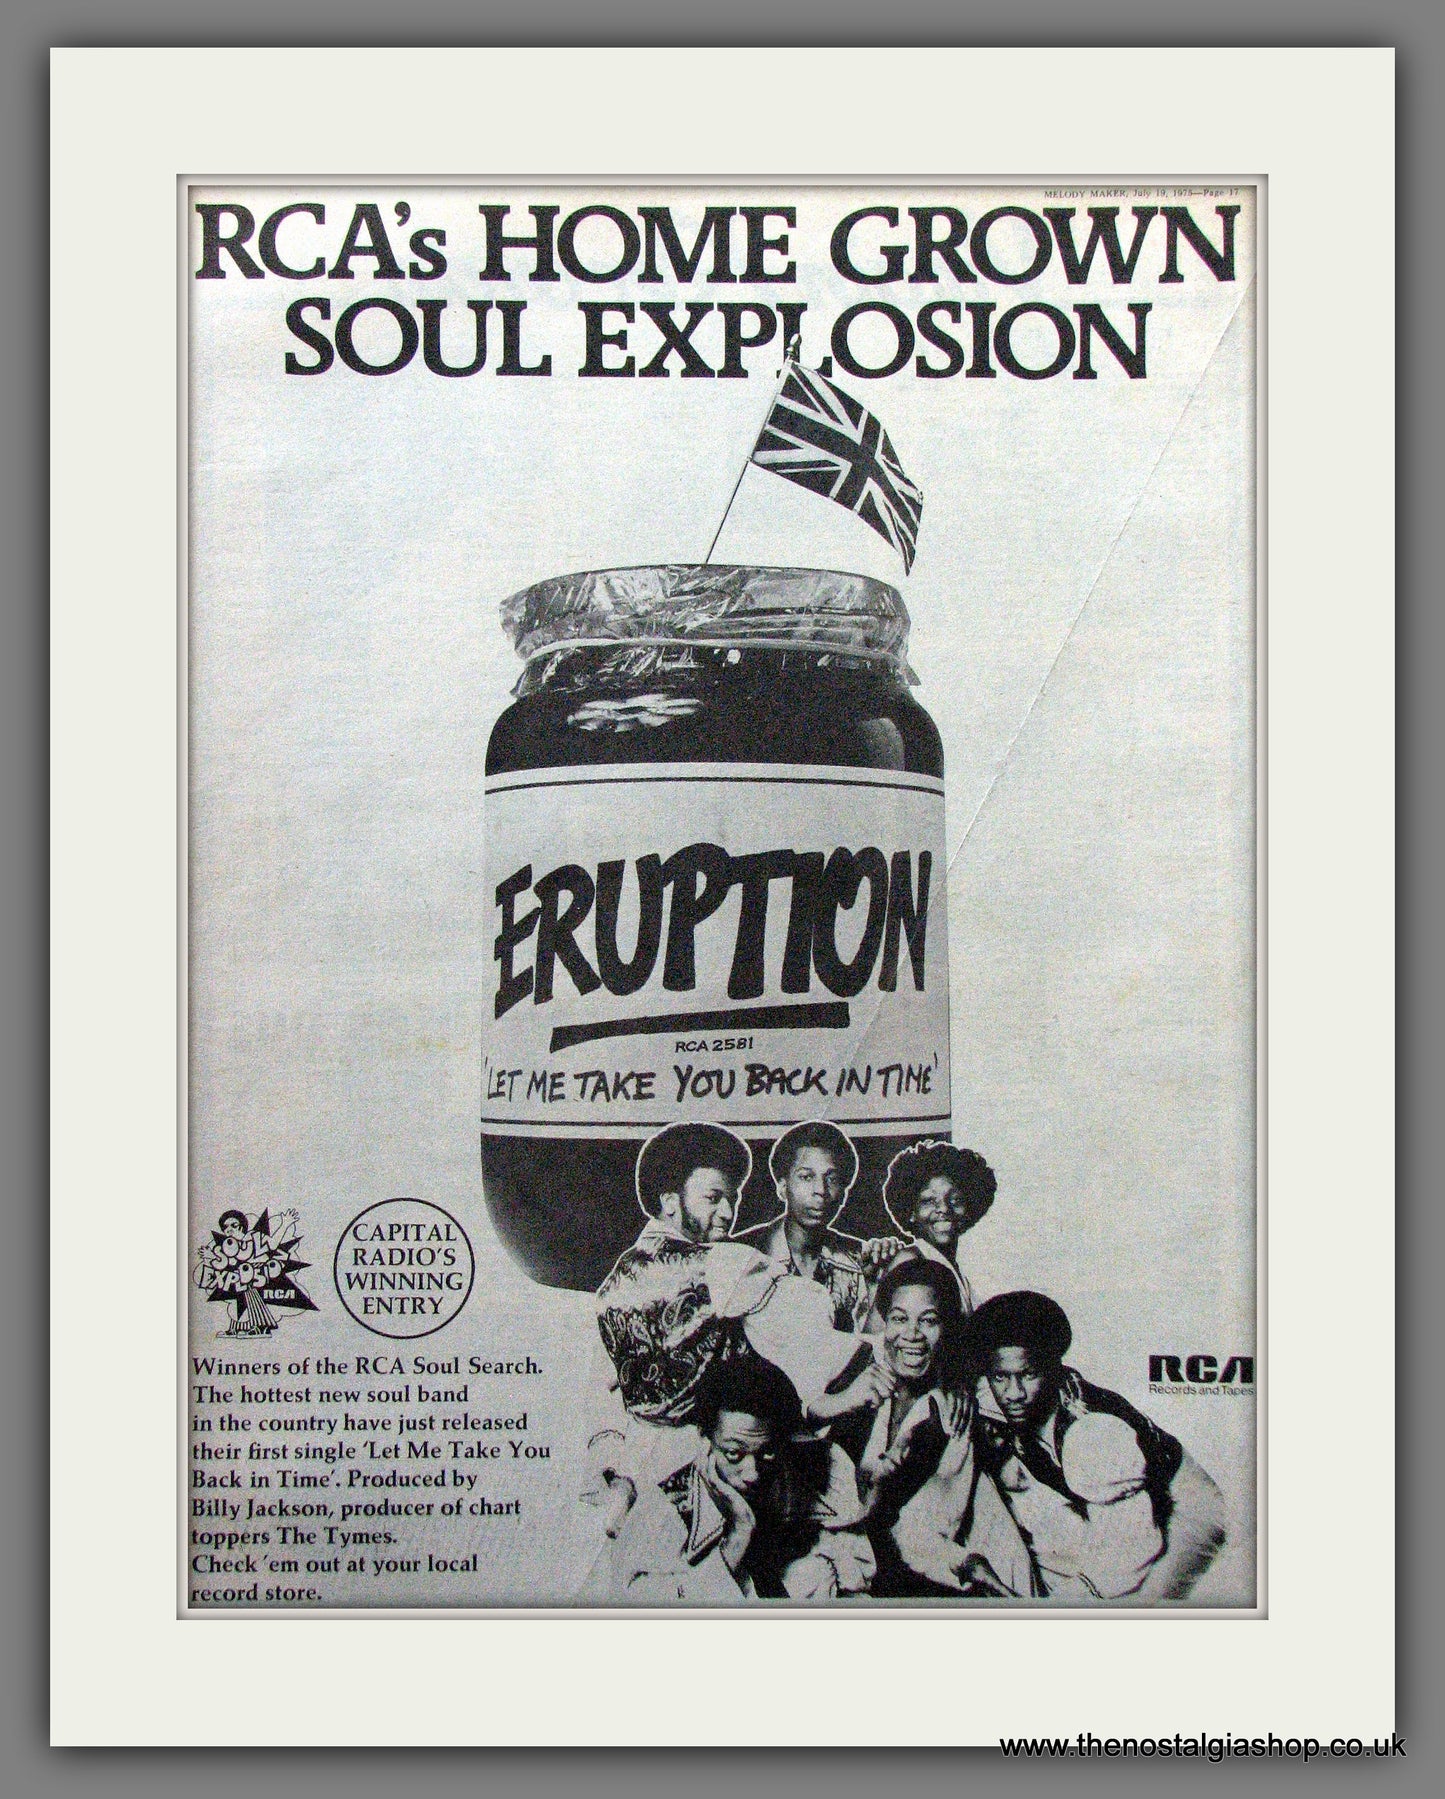 MELODY MAKER, July 19, 1975—Page 17
RCA's HOME GROWN
SOUL EXPLOSION
ERUPTION
RCA 2581
'LET ME TAKE YOU BACK IN TIME'
SOUL
EXPLOSION
RCA
CAPITAL
RADIO'S
WINNING
ENTRY
Winners of the RCA Soul Search.
The hottest new soul band
in the country have just released
their first single 'Let Me Take You
Back in Time'. Produced by
Billy Jackson, producer of chart
toppers The Tymes.
Check 'em out at your local
record store.
RCA
Records and Tapes
www.thenostalgiashop.co.uk